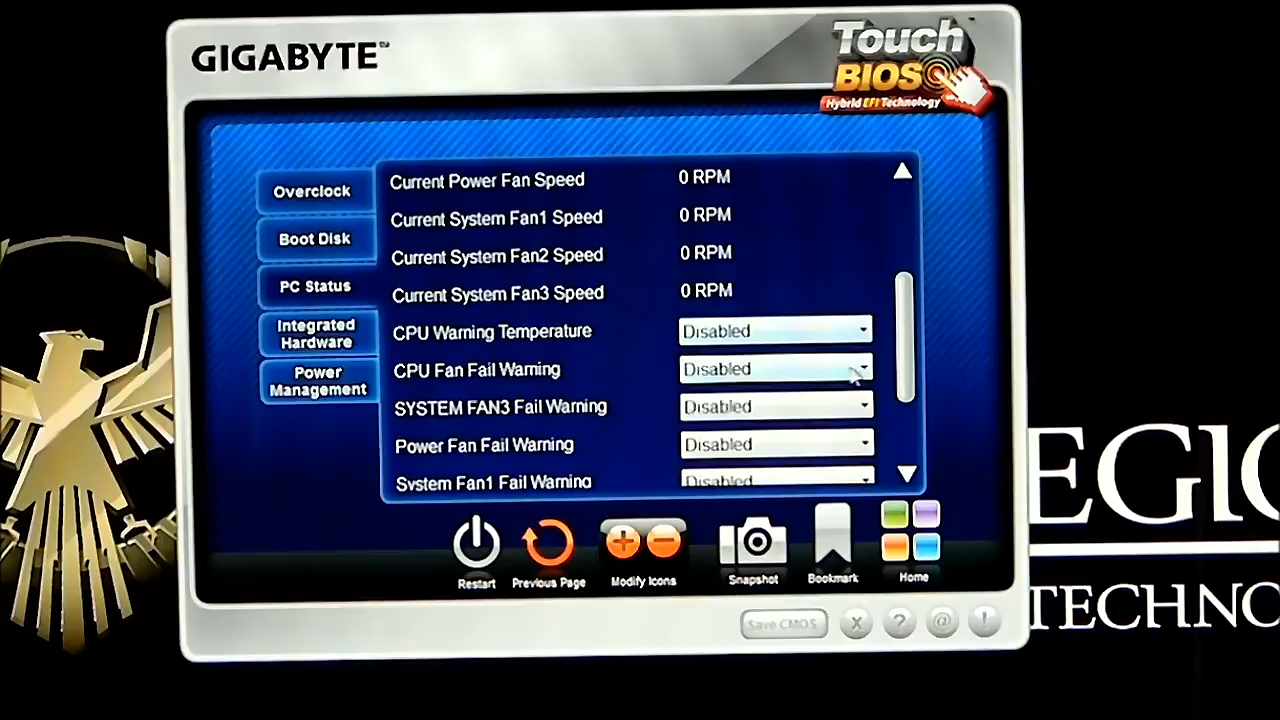 GIGABYTE™
Touch
BIOS
Hybrid EFI Technology
Overclock
Boot Disk
PC Status
Integrated
Hardware
Power
Management
Current Power Fan Speed 0 RPM
Current System Fan1 Speed 0 RPM
Current System Fan2 Speed 0 RPM
Current System Fan3 Speed 0 RPM
CPU Warning Temperature Disabled
CPU Fan Fail Warning Disabled
SYSTEM FAN3 Fail Warning Disabled
Power Fan Fail Warning Disabled
System Fan1 Fail Warning Disabled
Restart
Previous Page
Modify Icons
Snapshot
Bookmark
Home
Save CMOS
X ? @ !
EGIO
TECHNO